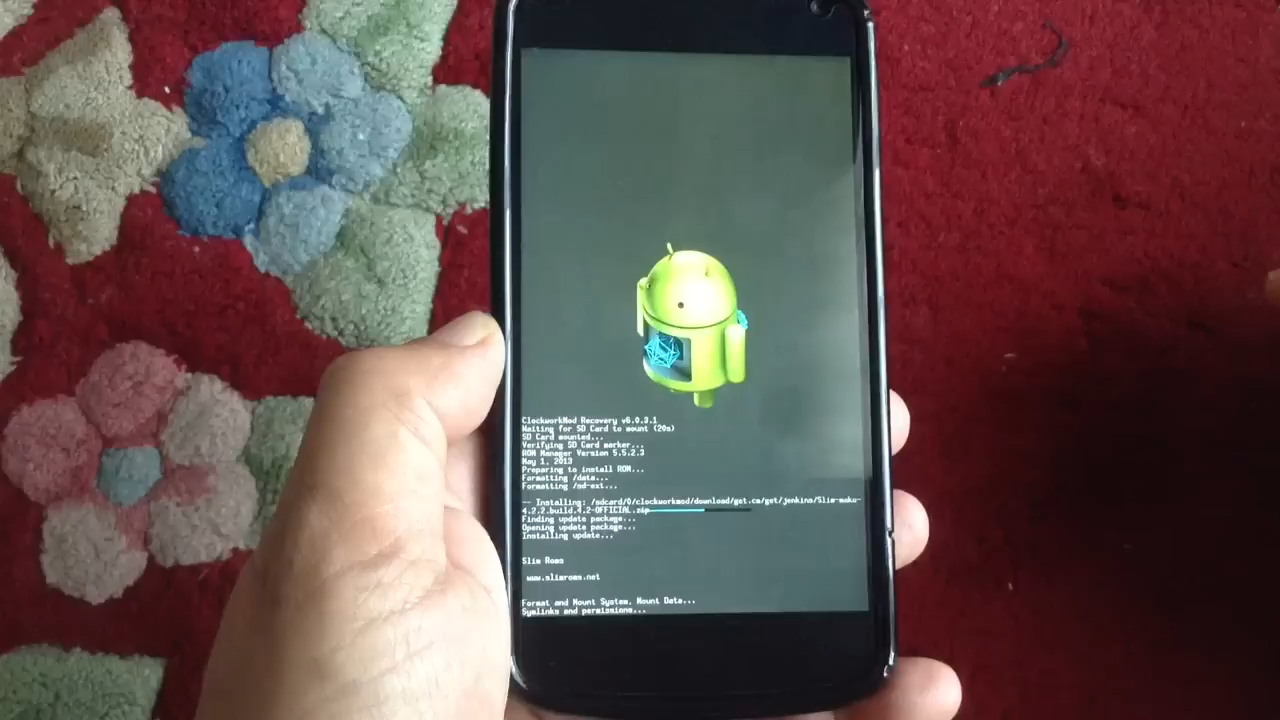 ClockworkMod Recovery v6.0.3.1
Waiting for SD Card to mount (20s)
SD Card mounted...
Verifying SD Card marker...
ROM Manager Version 5.5.2.3
May 1, 2013
Preparing to install ROM...
Formatting /data...
Formatting /sd-ext...
-- Installing: /sdcard/0/clockworkmod/download/get.cm/get/jenkins/Slim-mako-
4.2.2.build.4.2-OFFICIAL.zip
Finding update package...
Opening update package...
Installing update...
Slim Roms
www.slimroms.net
Format and Mount System, Mount Data...
Symlinks and permissions...